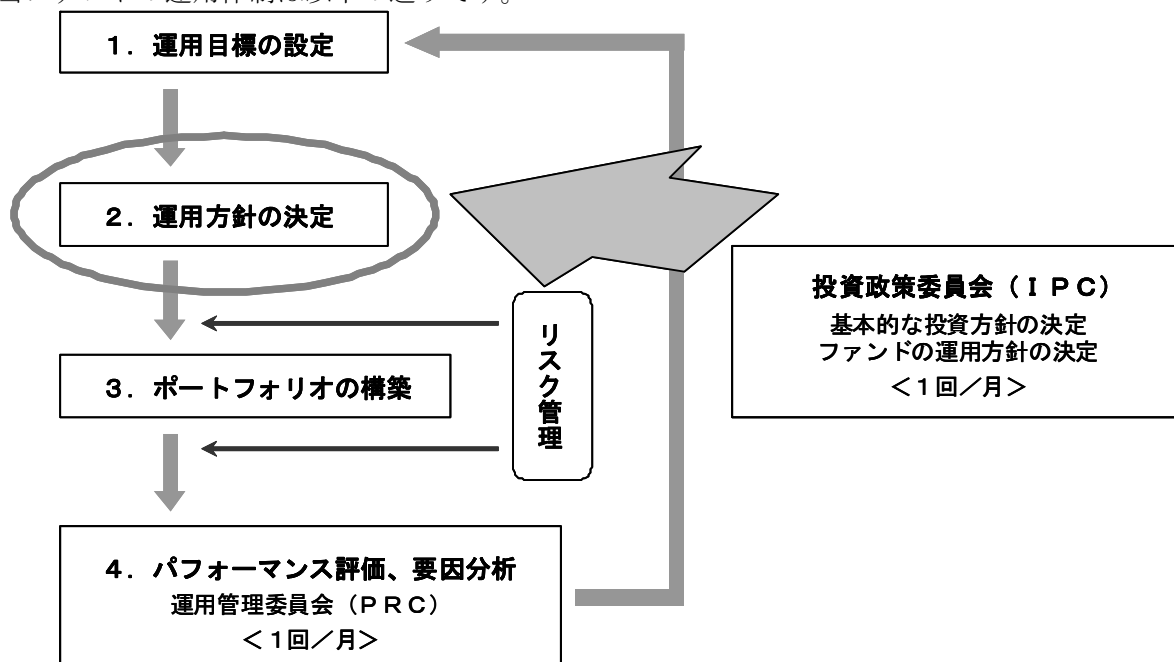 １．運用目標の設定
２．運用方針の決定
投資政策委員会（ＩＰＣ）
基本的な投資方針の決定
ファンドの運用方針の決定
＜１回／月＞
リスク管理
３．ポートフォリオの構築
４．パフォーマンス評価、要因分析
運用管理委員会（ＰＲＣ）
＜１回／月＞